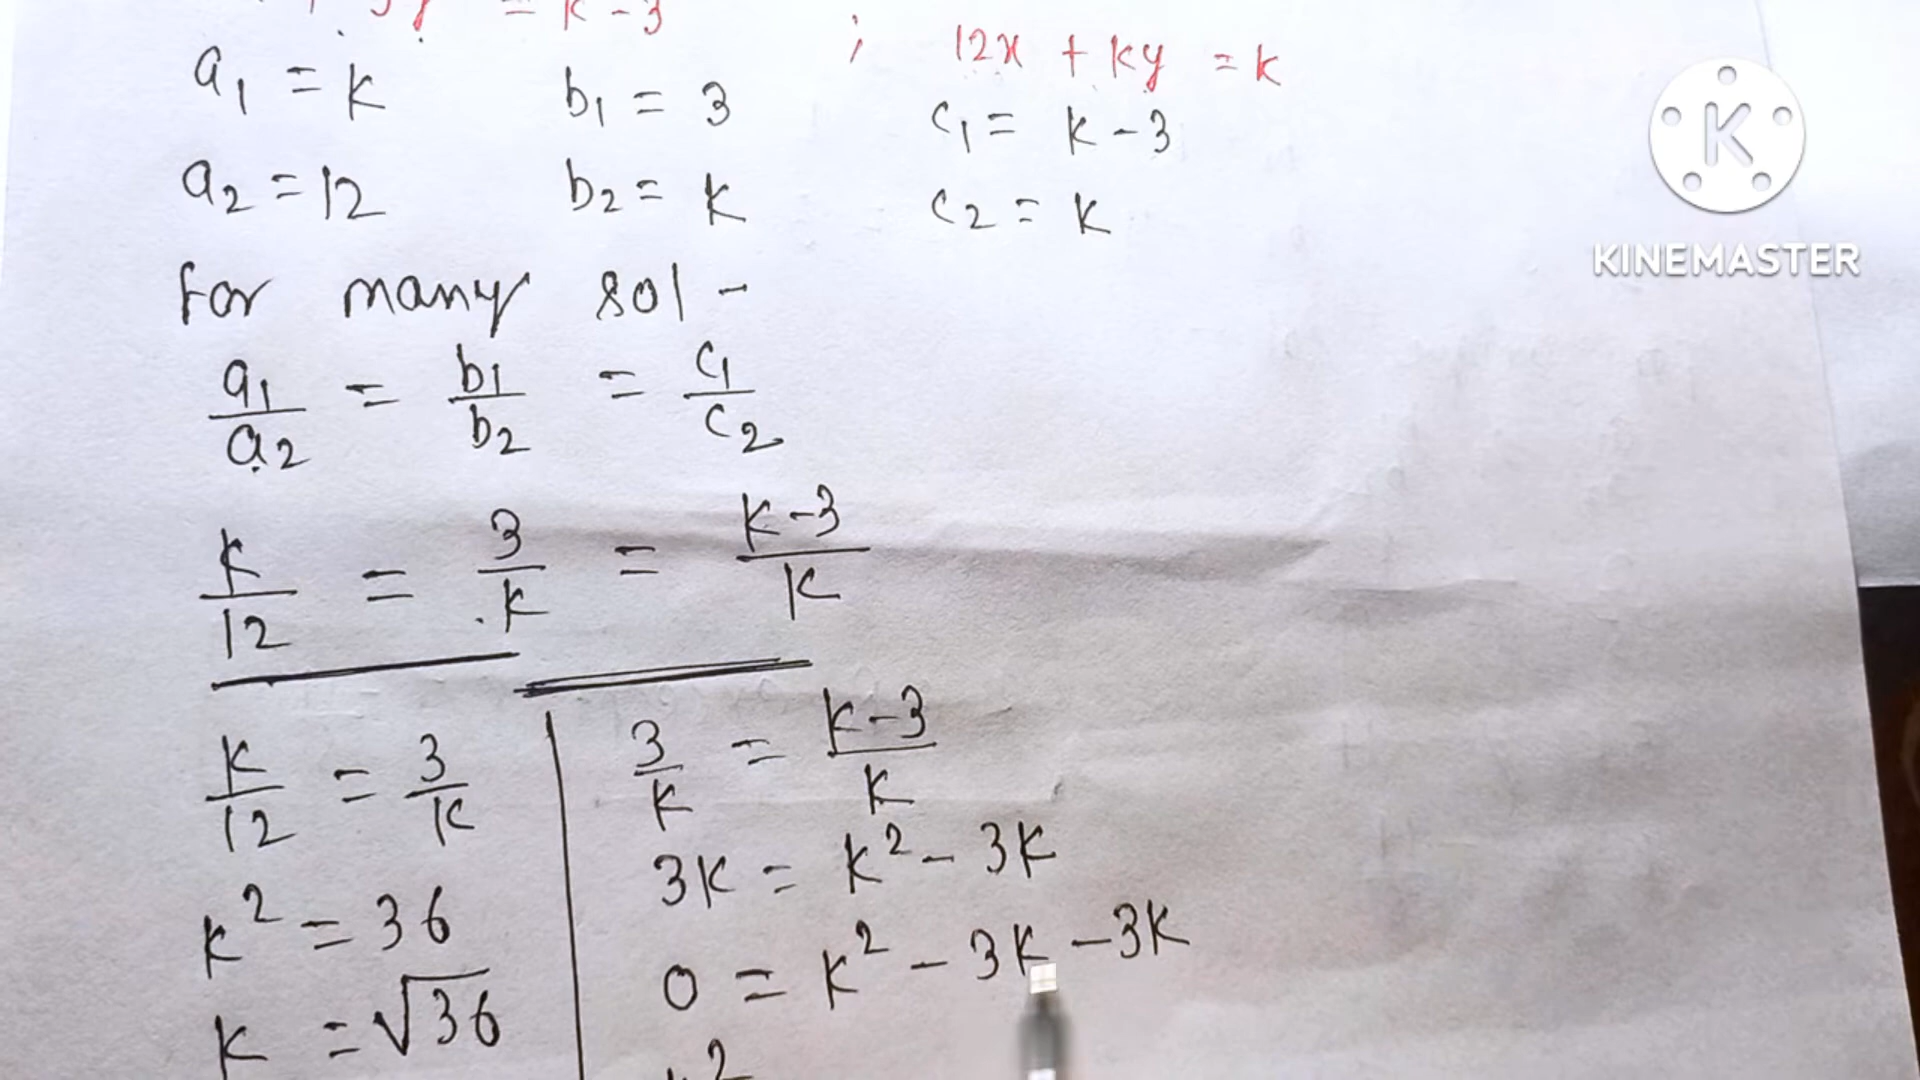 = k - 3 ; 12x + ky = k
a₁ = k b₁ = 3 c₁ = k - 3
a₂ = 12 b₂ = k c₂ = k
K
KINEMASTER
for many sol -
a₁/a₂ = b₁/b₂ = c₁/c₂
k/12 = 3/k = k-3/k
k/12 = 3/k
k² = 36
k = √36
3/k = k-3/k
3k = k² - 3k
0 = k² - 3k - 3k